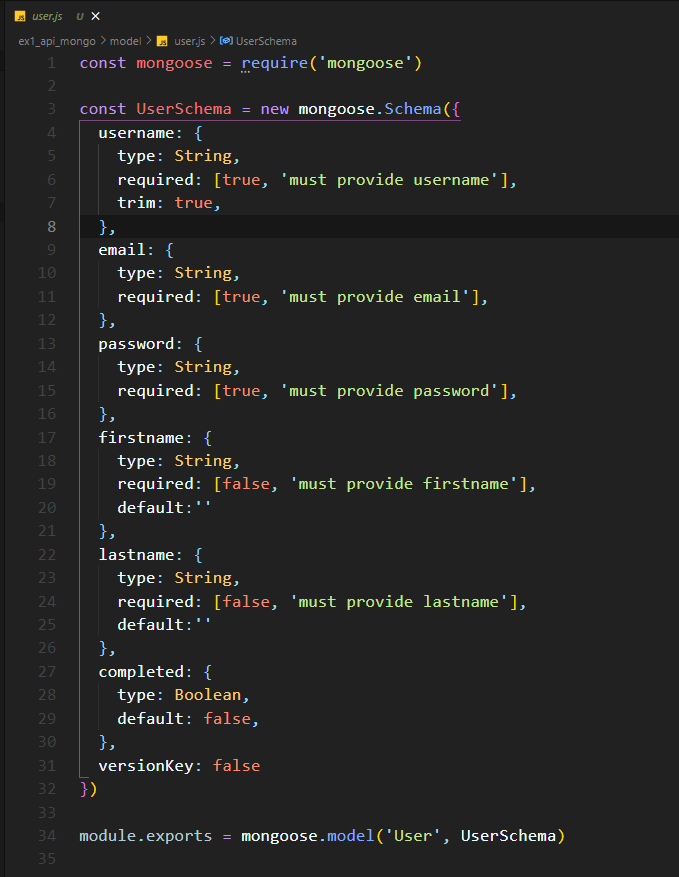 JS user.js U ×
ex1_api_mongo > model > JS user.js > UserSchema
1 const mongoose = require('mongoose')
2
3 const UserSchema = new mongoose.Schema({
4   username: {
5     type: String,
6     required: [true, 'must provide username'],
7     trim: true,
8   },
9   email: {
10     type: String,
11     required: [true, 'must provide email'],
12   },
13   password: {
14     type: String,
15     required: [true, 'must provide password'],
16   },
17   firstname: {
18     type: String,
19     required: [false, 'must provide firstname'],
20     default:''
21   },
22   lastname: {
23     type: String,
24     required: [false, 'must provide lastname'],
25     default:''
26   },
27   completed: {
28     type: Boolean,
29     default: false,
30   },
31   versionKey: false
32 })
33
34 module.exports = mongoose.model('User', UserSchema)
35